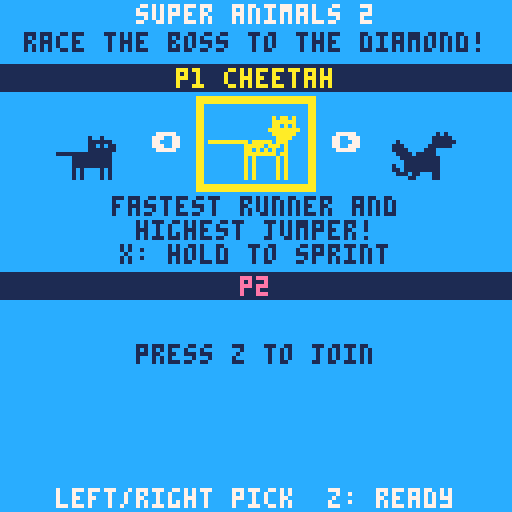 SUPER ANIMALS 2
RACE THE BOSS TO THE DIAMOND!
P1 CHEETAH
FASTEST RUNNER AND
HIGHEST JUMPER!
X: HOLD TO SPRINT
P2
PRESS Z TO JOIN
LEFT/RIGHT PICK  Z: READY